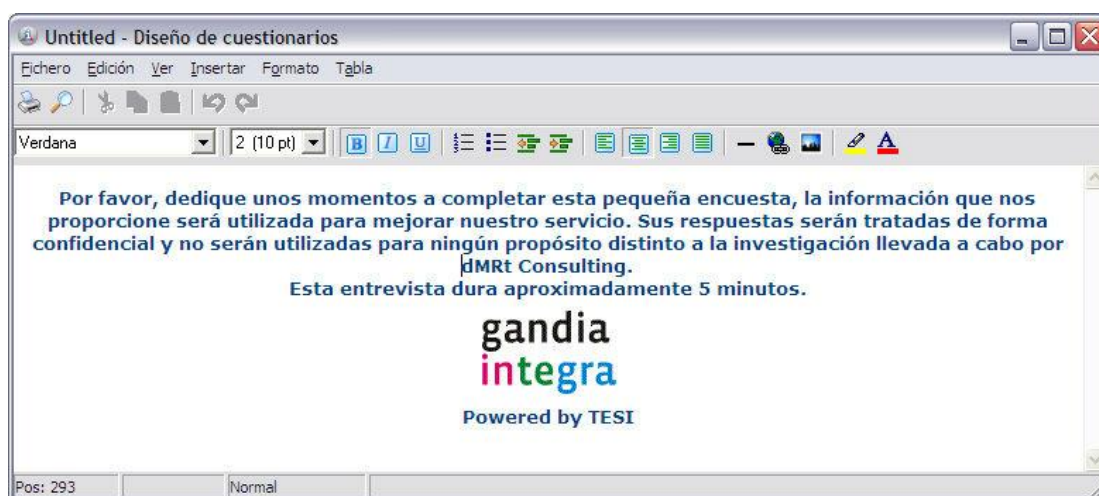 Untitled - Diseño de cuestionarios
Fichero Edición Ver Insertar Formato Tabla
Verdana 2 (10 pt) B I U A
Por favor, dedique unos momentos a completar esta pequeña encuesta, la información que nos
proporcione será utilizada para mejorar nuestro servicio. Sus respuestas serán tratadas de forma
confidencial y no serán utilizadas para ningún propósito distinto a la investigación llevada a cabo por
dMRt Consulting.
Esta entrevista dura aproximadamente 5 minutos.
gandia
integra
Powered by TESI
Pos: 293 Normal